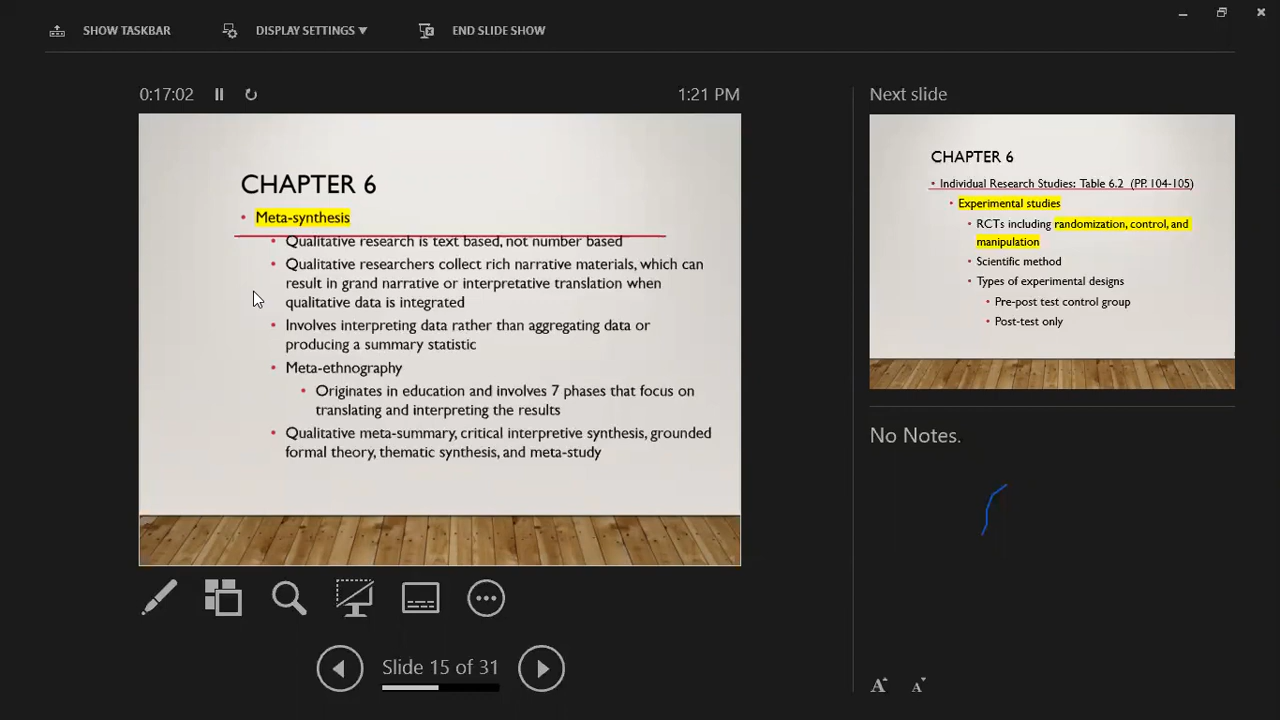 SHOW TASKBAR
DISPLAY SETTINGS ▾
END SLIDE SHOW
0:17:02
1:21 PM
CHAPTER 6
• Meta-synthesis
• Qualitative research is text based, not number based
• Qualitative researchers collect rich narrative materials, which can
result in grand narrative or interpretative translation when
qualitative data is integrated
• Involves interpreting data rather than aggregating data or
producing a summary statistic
• Meta-ethnography
• Originates in education and involves 7 phases that focus on
translating and interpreting the results
• Qualitative meta-summary, critical interpretive synthesis, grounded
formal theory, thematic synthesis, and meta-study
Slide 15 of 31
Next slide
CHAPTER 6
• Individual Research Studies: Table 6.2 (PP. 104-105)
• Experimental studies
• RCTs including randomization, control, and
manipulation
• Scientific method
• Types of experimental designs
• Pre-post test control group
• Post-test only
No Notes.
A A